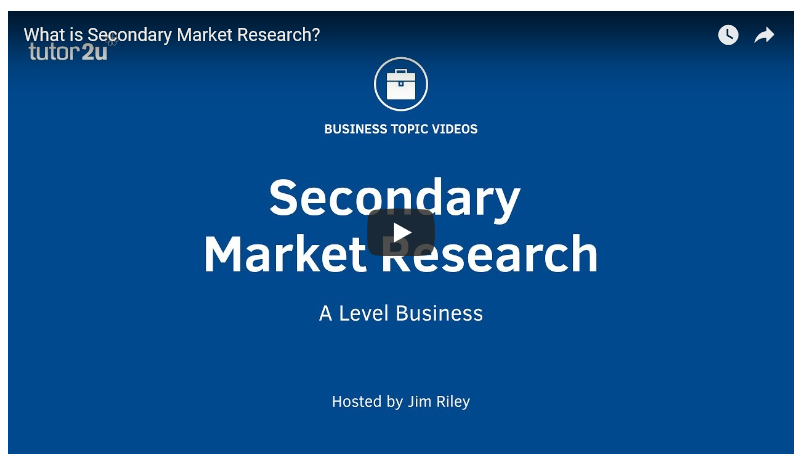 What is Secondary Market Research?
tutor2u
BUSINESS TOPIC VIDEOS
Secondary
Market Research
A Level Business
Hosted by Jim Riley